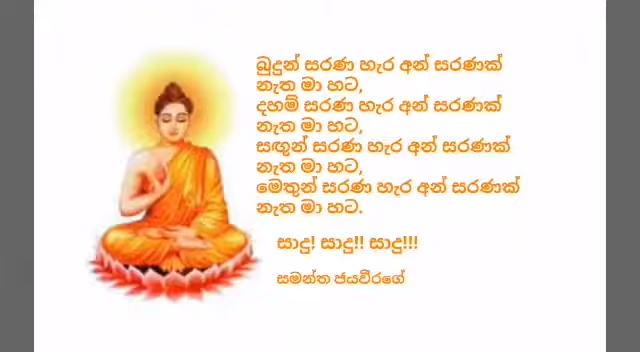 බුදුන් සරණ හැර අන් සරණක්
නැත මා හට,
දහම් සරණ හැර අන් සරණක්
නැත මා හට,
සඟුන් සරණ හැර අන් සරණක්
නැත මා හට,
මෙතුන් සරණ හැර අන් සරණක්
නැත මා හට.
සාදු! සාදු!! සාදු!!!
සමන්ත ජයවීරගේ